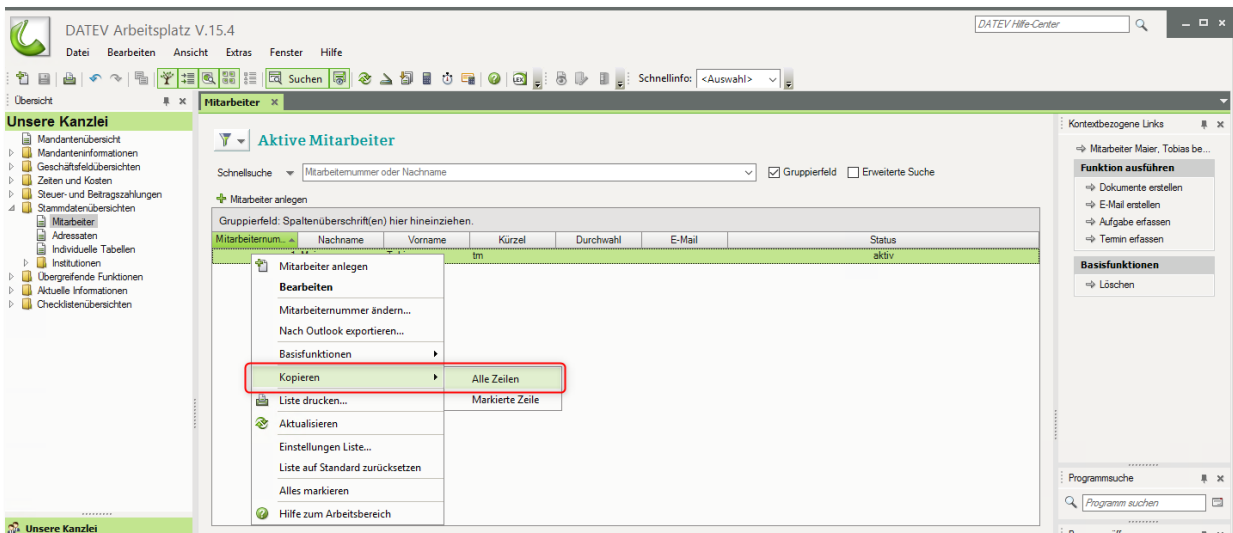 DATEV Arbeitsplatz V.15.4
DATEV Hilfe-Center
Datei Bearbeiten Ansicht Extras Fenster Hilfe
Suchen
Schnellinfo: <Auswahl>
Übersicht
Unsere Kanzlei
Mandantenübersicht
Mandanteninformationen
Geschäftsfeldübersichten
Zeiten und Kosten
Steuer- und Beitragszahlungen
Stammdatenübersichten
Mitarbeiter
Adressaten
Individuelle Tabellen
Institutionen
Übergreifende Funktionen
Aktuelle Informationen
Checklistenübersichten
Unsere Kanzlei
Mitarbeiter
Aktive Mitarbeiter
Schnellsuche Mitarbeiternummer oder Nachname Gruppierfeld Erweiterte Suche
Mitarbeiter anlegen
Gruppierfeld: Spaltenüberschrift(en) hier hineinziehen.
Mitarbeiternum... Nachname Vorname Kürzel Durchwahl E-Mail Status
tm aktiv
Mitarbeiter anlegen
Bearbeiten
Mitarbeiternummer ändern...
Nach Outlook exportieren...
Basisfunktionen
Kopieren
Alle Zeilen
Markierte Zeile
Liste drucken...
Aktualisieren
Einstellungen Liste...
Liste auf Standard zurücksetzen
Alles markieren
Hilfe zum Arbeitsbereich
Kontextbezogene Links
Mitarbeiter Maier, Tobias be...
Funktion ausführen
Dokumente erstellen
E-Mail erstellen
Aufgabe erfassen
Termin erfassen
Basisfunktionen
Löschen
Programmsuche
Programm suchen